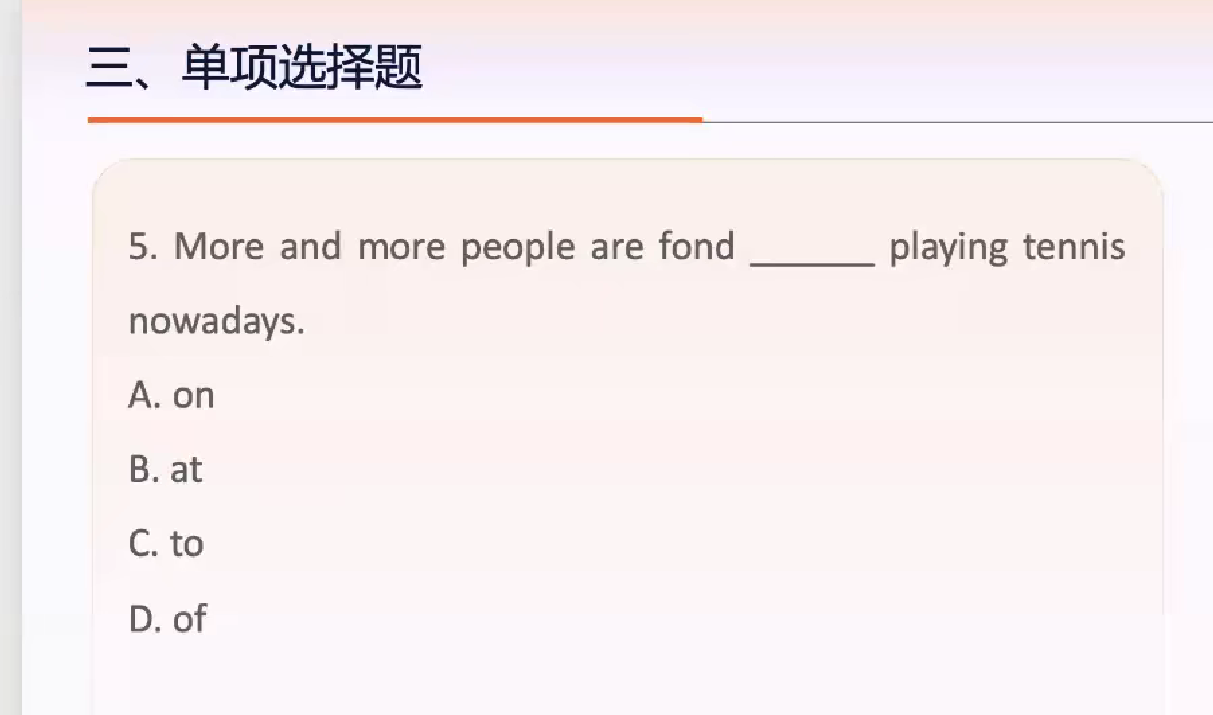 三、单项选择题
5. More and more people are fond ______ playing tennis
nowadays.
A. on
B. at
C. to
D. of